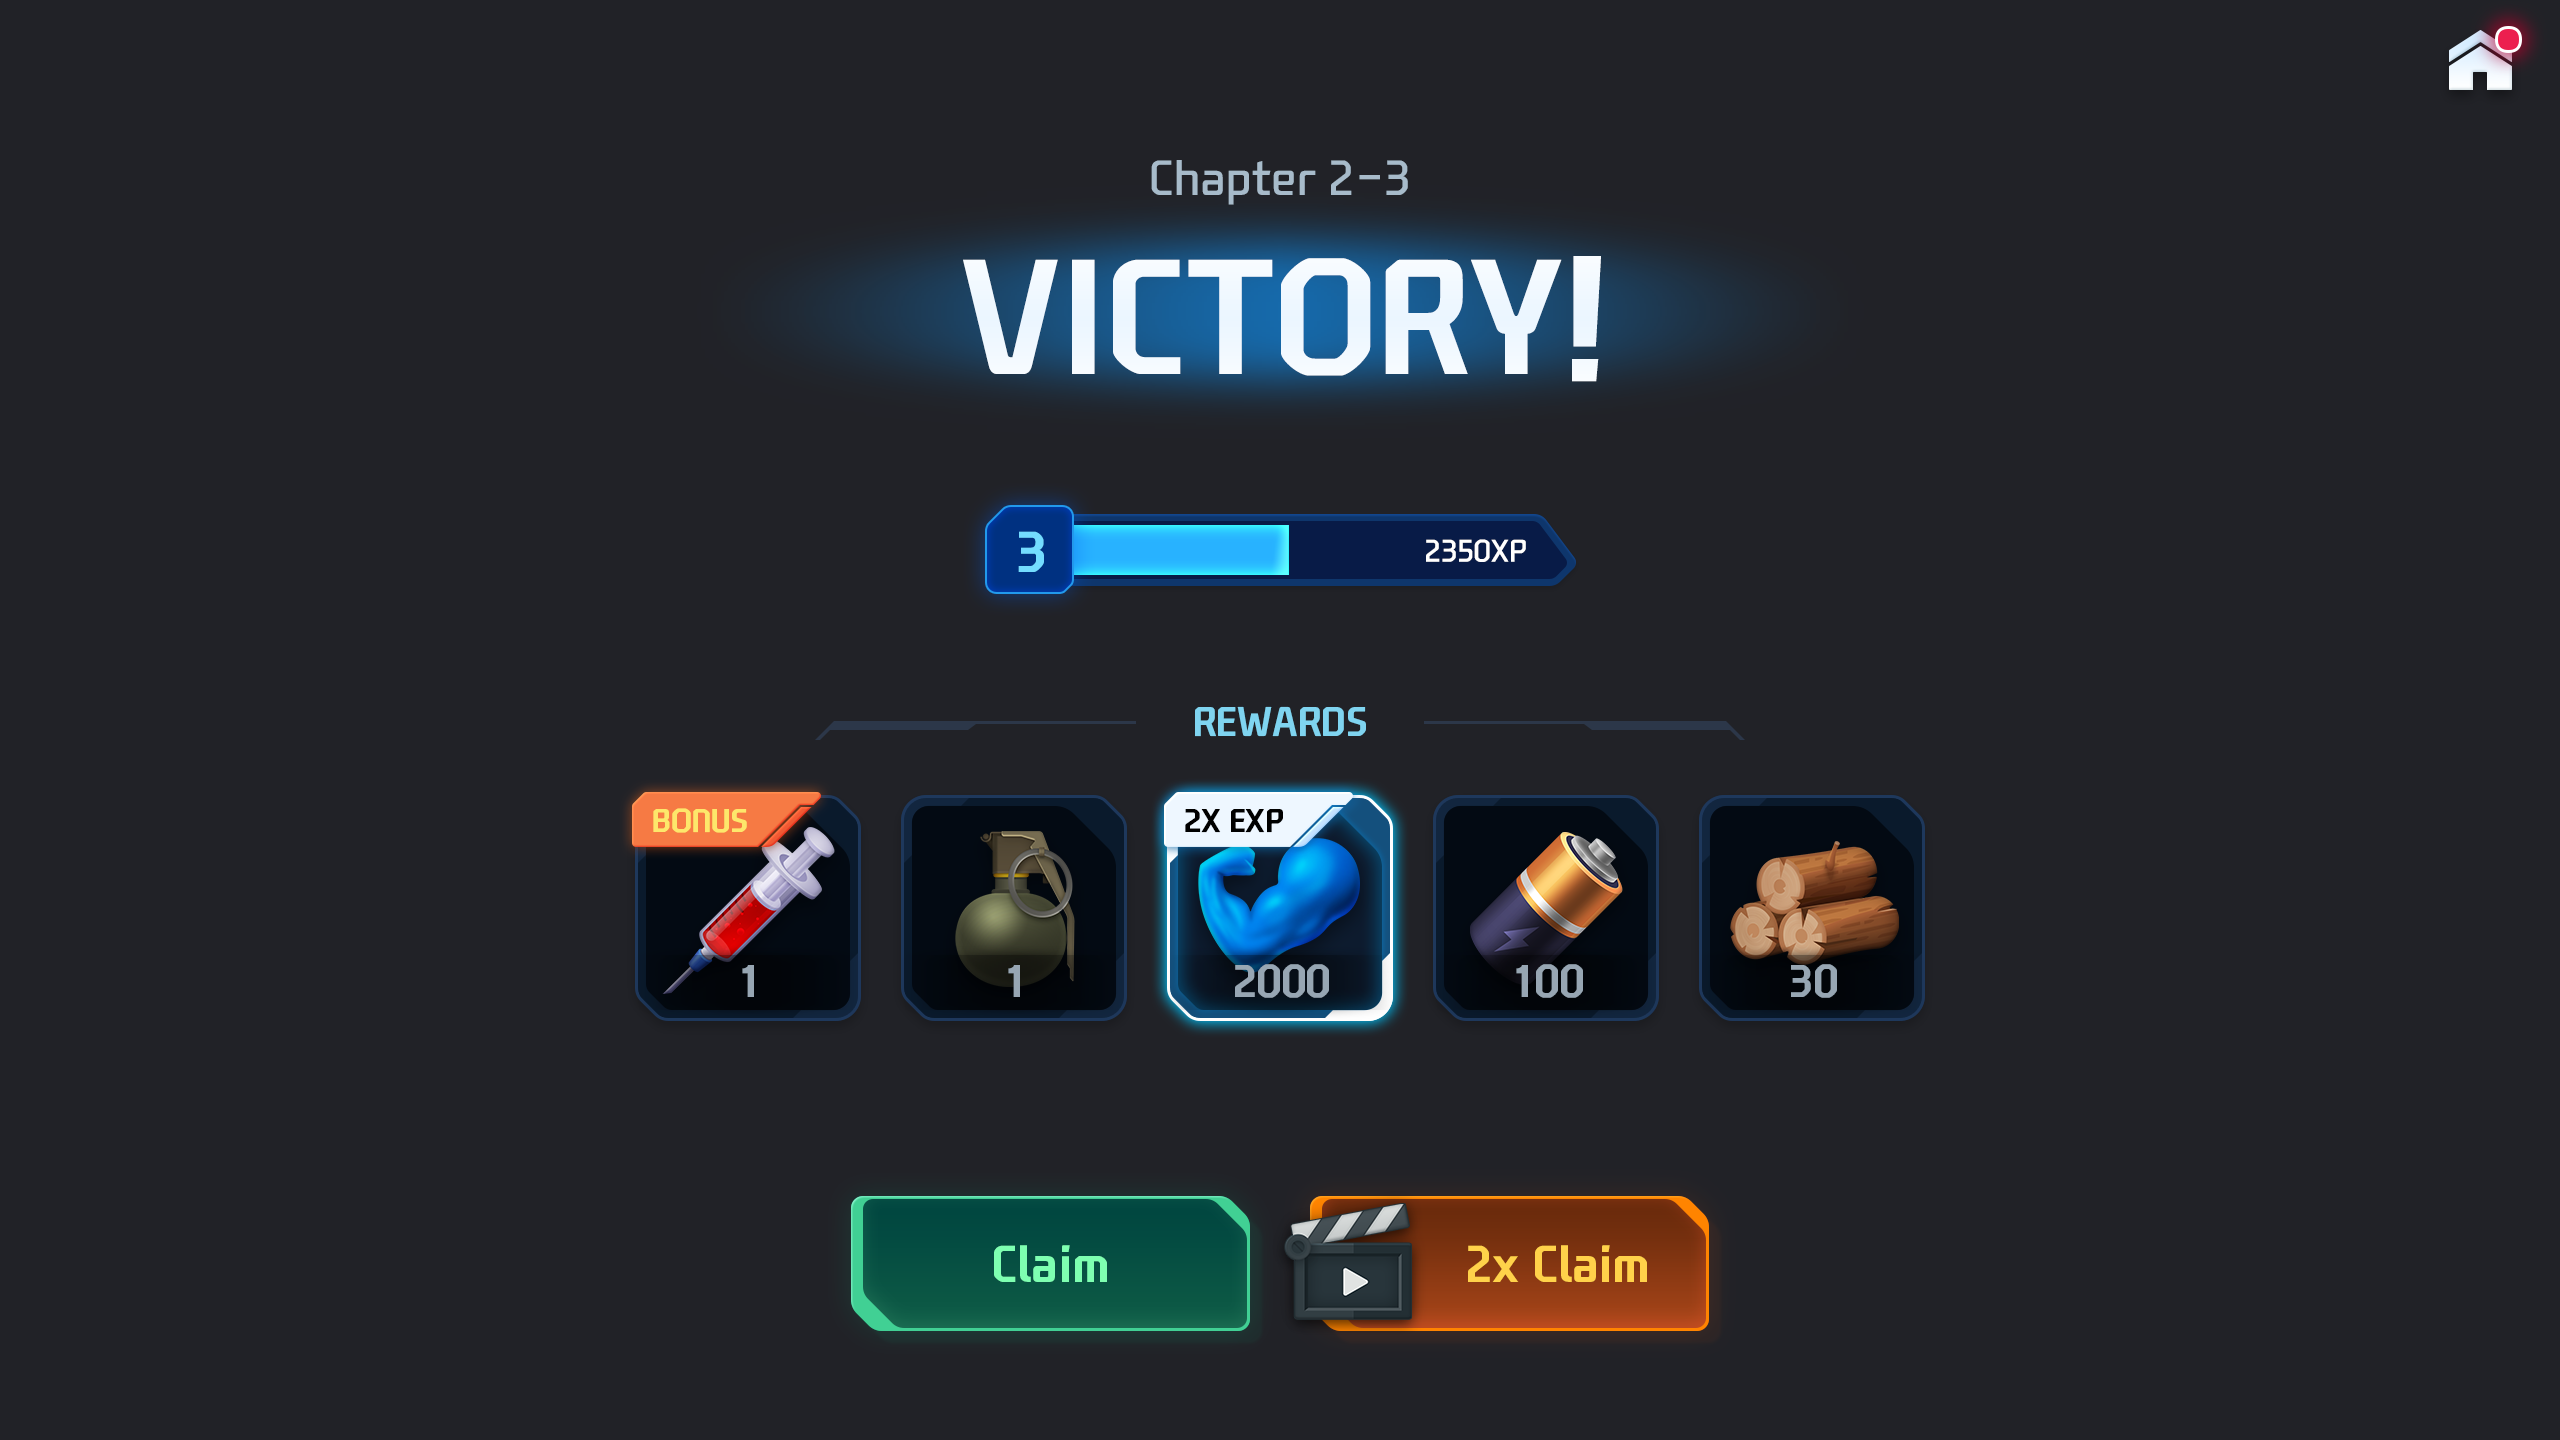 Chapter 2-3
VICTORY!
3
2350XP
REWARDS
BONUS
2X EXP
1
1
2000
100
30
Claim
2x Claim